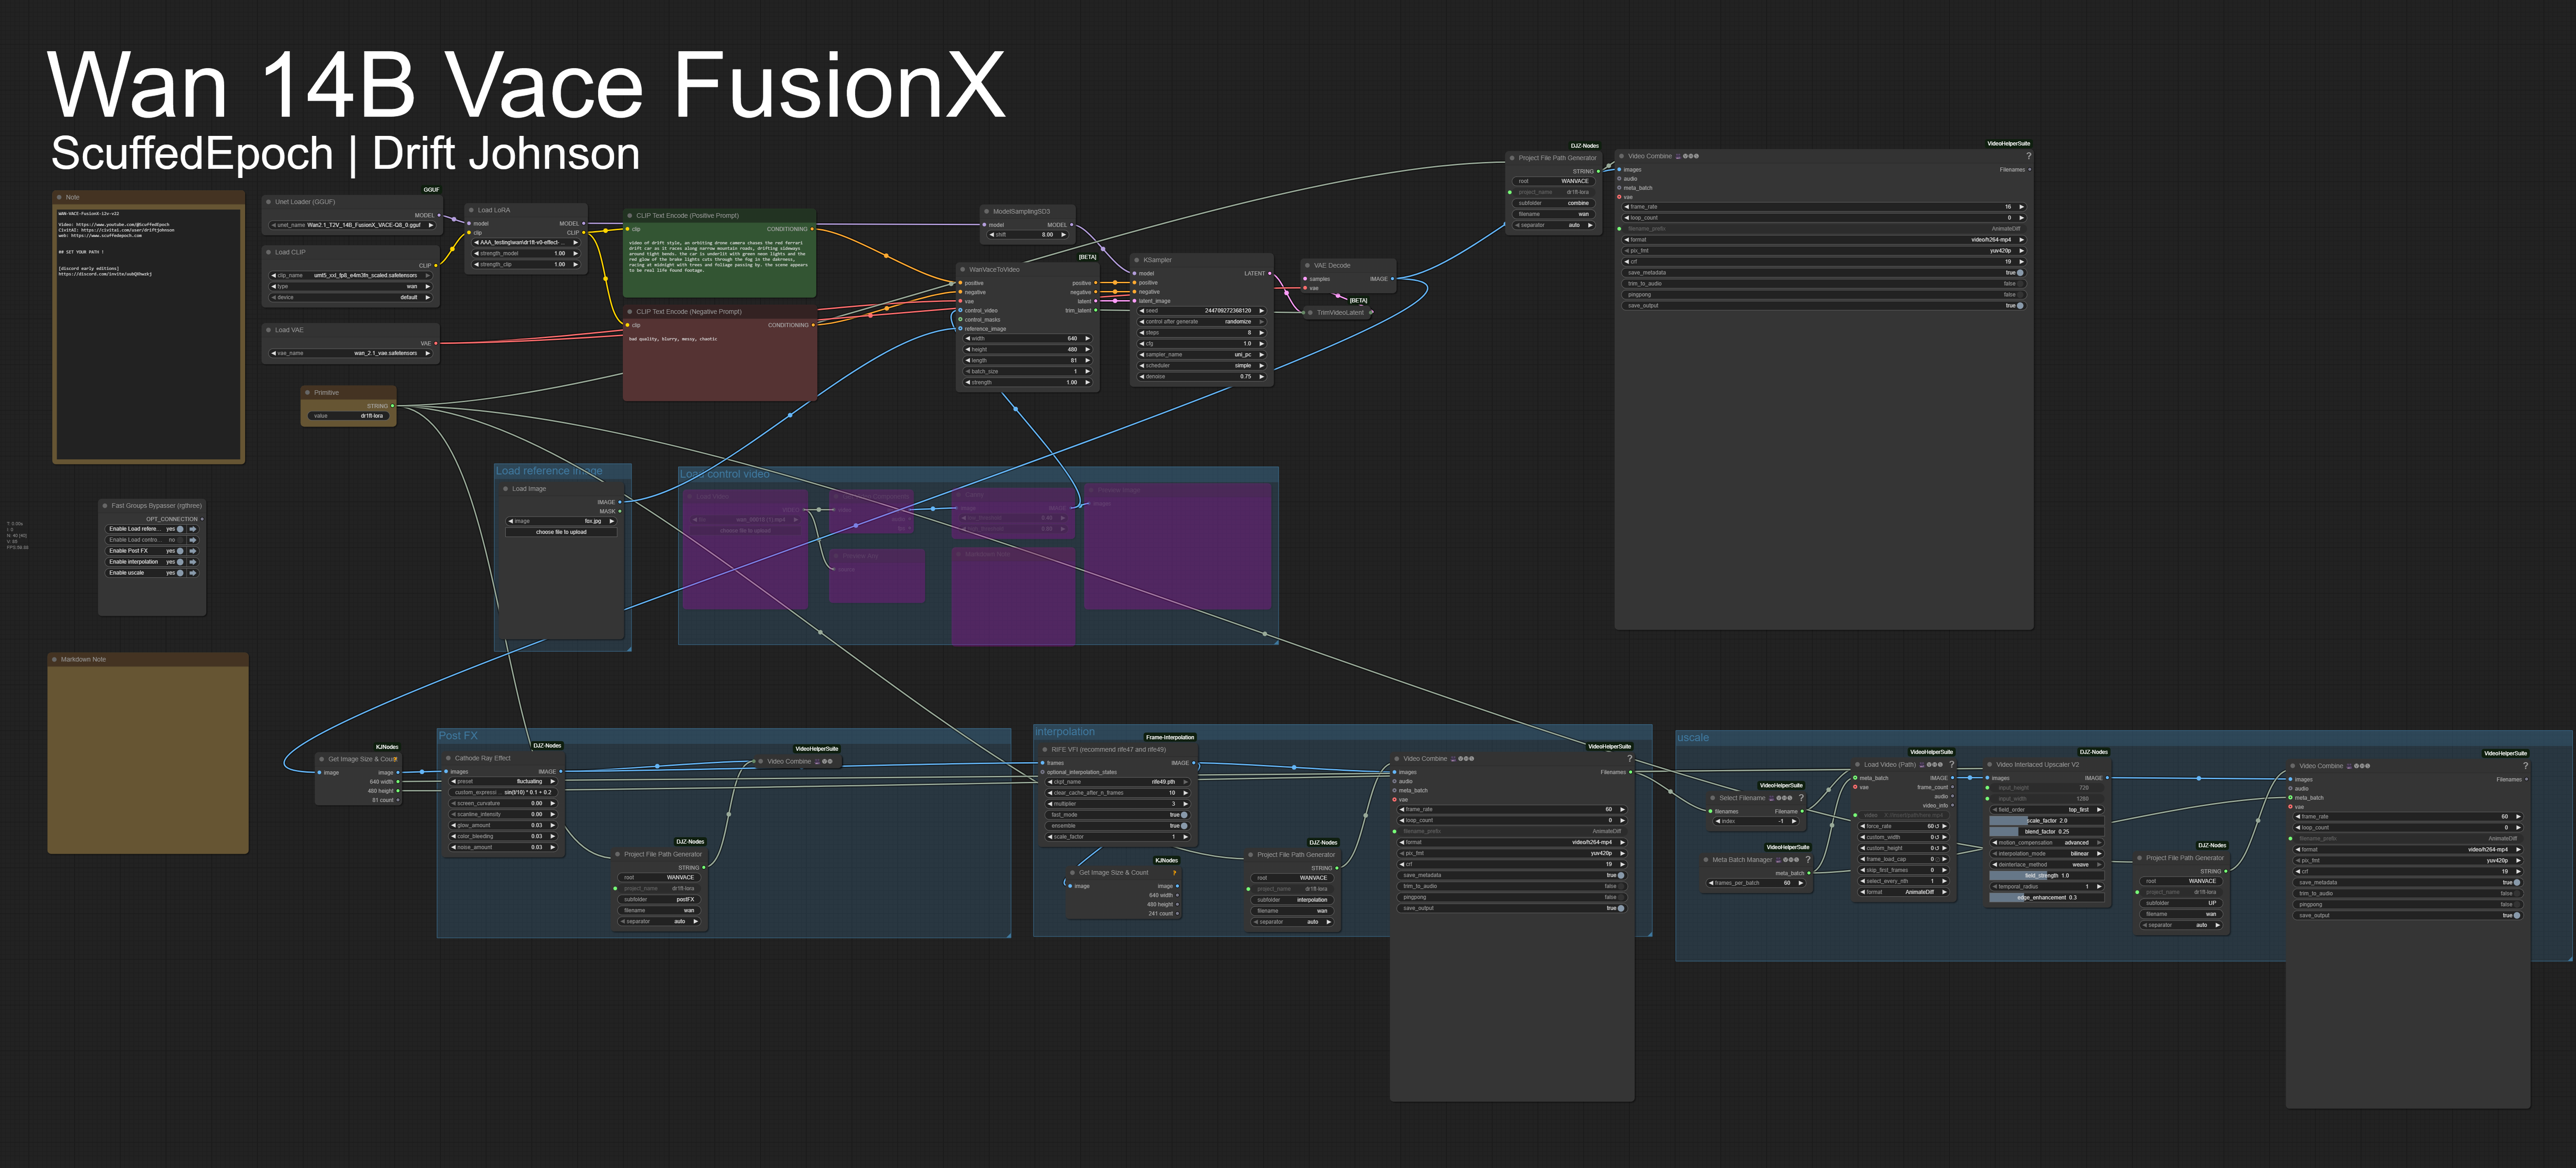 Wan 14B Vace FusionX
ScuffedEpoch | Drift Johnson
Note
WAN-VACE-FusionX-i2v-v22
Video: https://www.youtube.com/@ScuffedEpoch
CivitAI: https://civitai.com/user/driftjohnson
web: https://www.scuffedepoch.com
## SET YOUR PATH !
[discord early editions]
GGUF
Unet Loader (GGUF)
MODEL
unet_name Wan2.1_T2V_14B_FusionX_VACE-Q8_0.gguf
Load CLIP
CLIP
clip_name umt5_xxl_fp8_e4m3fn_scaled.safetensors
type wan
device default
Load VAE
VAE
vae_name wan_2.1_vae.safetensors
Load LoRA
model MODEL
clip CLIP
strength_model 1.00
strength_clip 1.00
CLIP Text Encode (Positive Prompt)
clip CONDITIONING
video of drift style, an orbiting drone camera chases the red ferrari
drift car as it races along narrow mountain roads, drifting sideways
around tight bends. the car is underlit with green neon lights and the
red glow of the brake lights cuts through the fog in the darkness,
racing at midnight with trees and foliage passing by. the scene appears
to be real life found footage.
CLIP Text Encode (Negative Prompt)
clip CONDITIONING
bad quality, blurry, messy, chaotic
Primitive
STRING
value dr1ft-lora
ModelSamplingSD3
model MODEL
shift 8.00
[BETA]
WanVaceToVideo
positive positive
negative negative
vae latent
control_video trim_latent
control_masks
reference_image
width 640
height 480
length 81
batch_size 1
strength 1.00
KSampler
model LATENT
positive
negative
latent_image
seed 244709272368120
control after generate randomize
steps 8
cfg 1.0
sampler_name uni_pc
scheduler simple
denoise 0.75
VAE Decode
samples IMAGE
vae
[BETA]
TrimVideoLatent
DJZ-Nodes
Project File Path Generator
STRING
root WANVACE
project_name dr1ft-lora
subfolder combine
filename wan
separator auto
VideoHelperSuite
Video Combine
images Filenames
audio
meta_batch
vae
frame_rate 16
loop_count 0
filename_prefix AnimateDiff
format video/h264-mp4
pix_fmt yuv420p
crf 19
save_metadata true
trim_to_audio false
pingpong false
save_output true
Fast Groups Bypasser (rgthree)
OPT_CONNECTION
Enable Load refere... yes
Enable Load contro... no
Enable Post FX yes
Enable interpolation yes
Enable uscale yes
Load reference image
Load Image
IMAGE
MASK
image fox.jpg
choose file to upload
Load control video
Markdown Note
KJNodes
Get Image Size & Count
image image
640 width
480 height
81 count
Post FX
DJZ-Nodes
Cathode Ray Effect
images IMAGE
preset fluctuating
custom_expressi... sin(t/10) * 0.1 + 0.2
screen_curvature 0.00
scanline_intensity 0.00
glow_amount 0.03
color_bleeding 0.03
noise_amount 0.03
VideoHelperSuite
Video Combine
DJZ-Nodes
Project File Path Generator
STRING
root WANVACE
project_name dr1ft-lora
subfolder postFX
filename wan
separator auto
interpolation
Frame-Interpolation
RIFE VFI (recommend rife47 and rife49)
frames IMAGE
optional_interpolation_states
ckpt_name rife49.pth
clear_cache_after_n_frames 10
multiplier 3
fast_mode true
ensemble true
scale_factor 1
KJNodes
Get Image Size & Count
image image
640 width
480 height
241 count
DJZ-Nodes
Project File Path Generator
STRING
root WANVACE
project_name dr1ft-lora
subfolder interpolation
filename wan
separator auto
VideoHelperSuite
Video Combine
images Filenames
audio
meta_batch
vae
frame_rate 60
loop_count 0
filename_prefix AnimateDiff
format video/h264-mp4
pix_fmt yuv420p
crf 19
save_metadata true
trim_to_audio false
pingpong false
save_output true
uscale
VideoHelperSuite
Select Filename
filenames Filename
index -1
VideoHelperSuite
Meta Batch Manager
meta_batch
frames_per_batch 60
VideoHelperSuite
Load Video (Path)
meta_batch IMAGE
vae frame_count
audio
video_info
video
force_rate 60
custom_width 0
custom_height 0
frame_load_cap 0
skip_first_frames 0
select_every_nth 1
format AnimateDiff
DJZ-Nodes
Video Interlaced Upscaler V2
images IMAGE
input_height 720
input_width 1280
field_order top_first
scale_factor 2.0
blend_factor 0.25
motion_compensation advanced
interpolation_mode bilinear
deinterlace_method weave
field_strength 1.0
temporal_radius 1
edge_enhancement 0.3
DJZ-Nodes
Project File Path Generator
STRING
root WANVACE
project_name dr1ft-lora
subfolder UP
filename wan
separator auto
VideoHelperSuite
Video Combine
images Filenames
audio
meta_batch
vae
frame_rate 60
loop_count 0
filename_prefix AnimateDiff
format video/h264-mp4
pix_fmt yuv420p
crf 19
save_metadata true
trim_to_audio false
pingpong false
save_output true